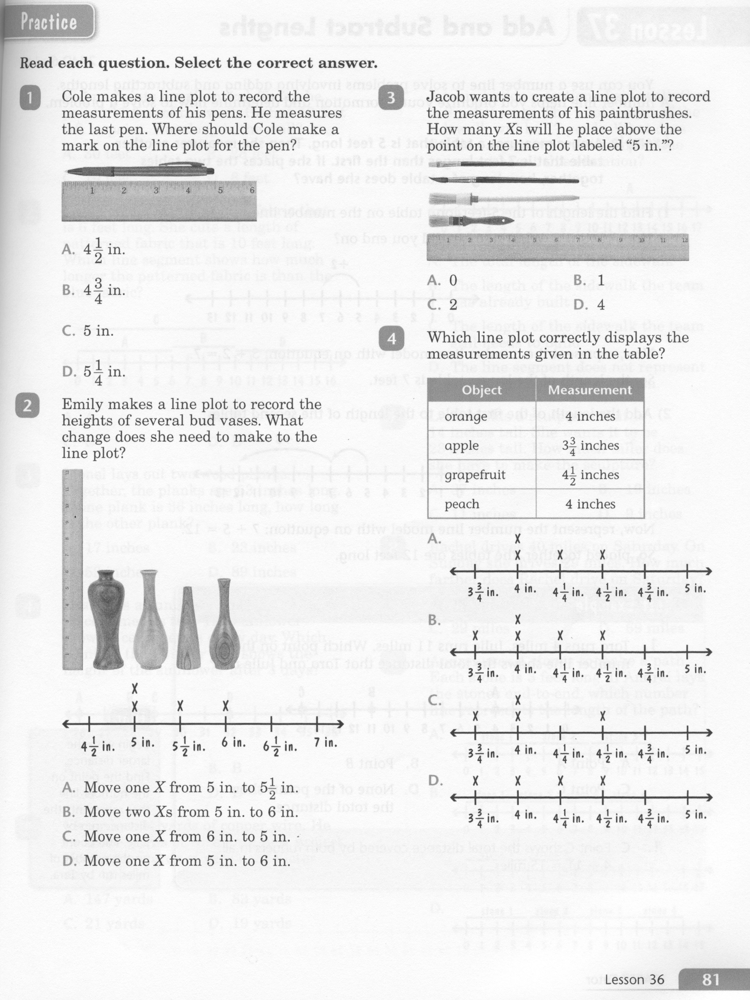 Practice
Read each question. Select the correct answer.
1
Cole makes a line plot to record the
measurements of his pens. He measures
the last pen. Where should Cole make a
mark on the line plot for the pen?
1 2 3 4 5 6
A. 4 1/2 in.
B. 4 3/4 in.
C. 5 in.
D. 5 1/4 in.
2
Emily makes a line plot to record the
heights of several bud vases. What
change does she need to make to the
line plot?
12
11
10
9
8
7
6
5
4
3
2
1
X
X X X
4 1/2 in. 5 in. 5 1/2 in. 6 in. 6 1/2 in. 7 in.
A. Move one X from 5 in. to 5 1/2 in.
B. Move two Xs from 5 in. to 6 in.
C. Move one X from 6 in. to 5 in.
D. Move one X from 5 in. to 6 in.
3
Jacob wants to create a line plot to record
the measurements of his paintbrushes.
How many Xs will he place above the
point on the line plot labeled “5 in.”?
1 2 3 4 5 6 7 8 9 10 11 12
A. 0 B. 1
C. 2 D. 4
4
Which line plot correctly displays the
measurements given in the table?
Object Measurement
orange 4 inches
apple 3 3/4 inches
grapefruit 4 1/2 inches
peach 4 inches
A.
X
X X X
3 3/4 in. 4 in. 4 1/4 in. 4 1/2 in. 4 3/4 in. 5 in.
B.
X
X X X X
3 3/4 in. 4 in. 4 1/4 in. 4 1/2 in. 4 3/4 in. 5 in.
C.
X
X X X
3 3/4 in. 4 in. 4 1/4 in. 4 1/2 in. 4 3/4 in. 5 in.
D.
X X X X
3 3/4 in. 4 in. 4 1/4 in. 4 1/2 in. 4 3/4 in. 5 in.
Lesson 36 81